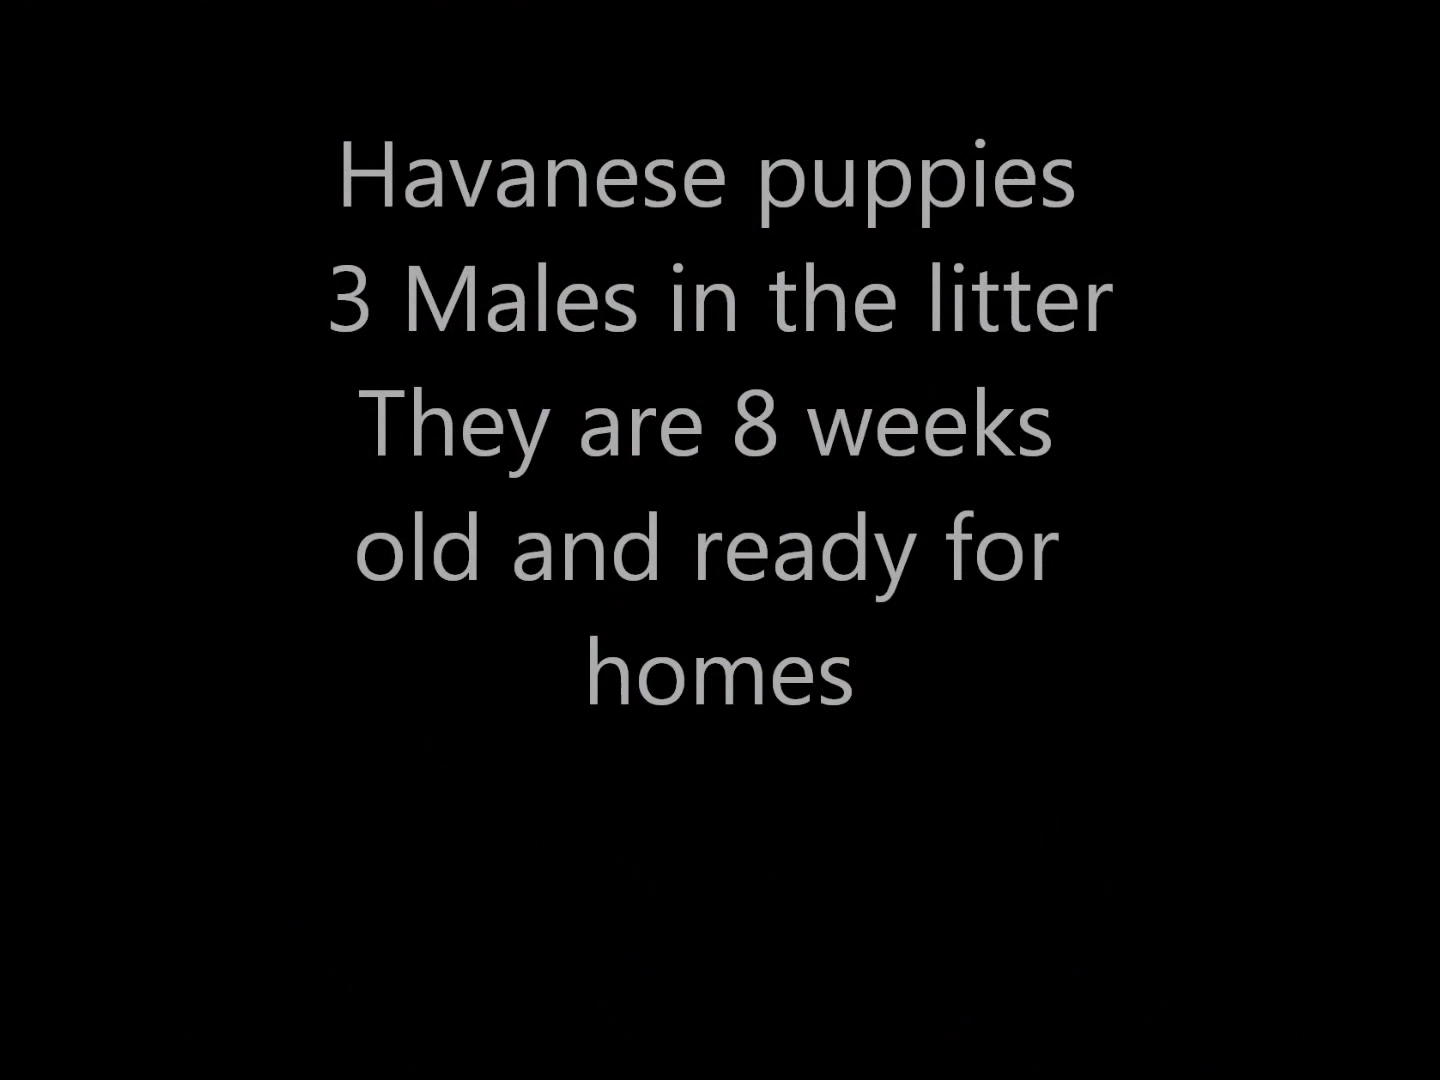 Havanese puppies
3 Males in the litter
They are 8 weeks
old and ready for
homes